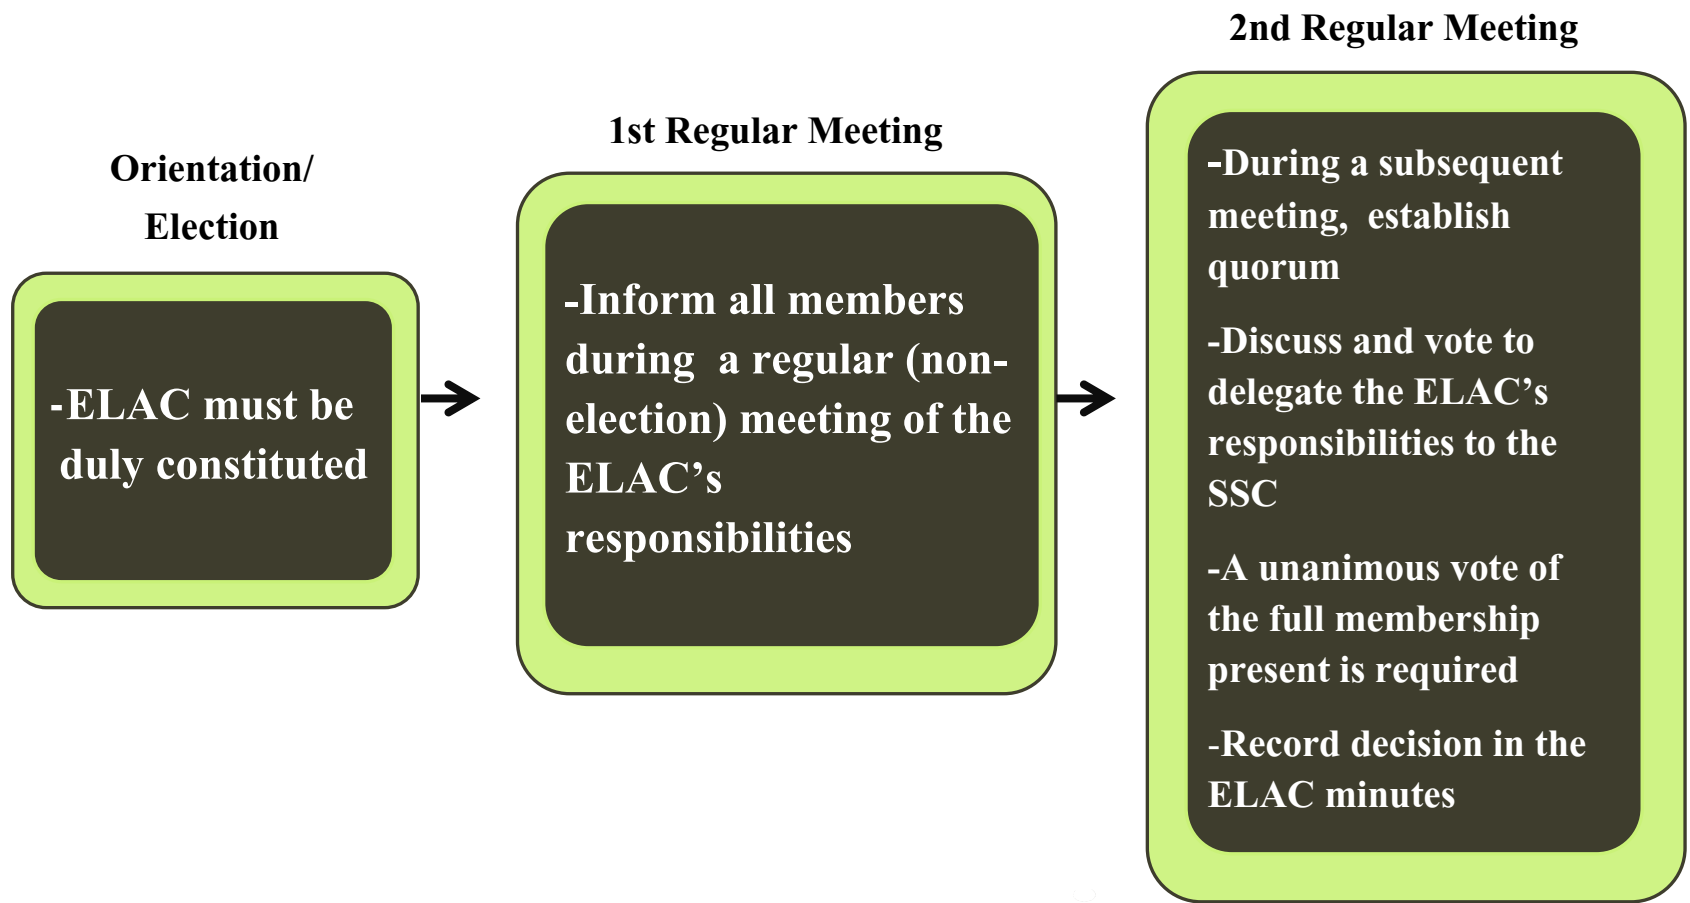 Orientation/
Election
-ELAC must be
duly constituted
1st Regular Meeting
-Inform all members
during a regular (non-
election) meeting of the
ELAC’s
responsibilities
2nd Regular Meeting
-During a subsequent
meeting, establish
quorum
-Discuss and vote to
delegate the ELAC’s
responsibilities to the
SSC
-A unanimous vote of
the full membership
present is required
-Record decision in the
ELAC minutes